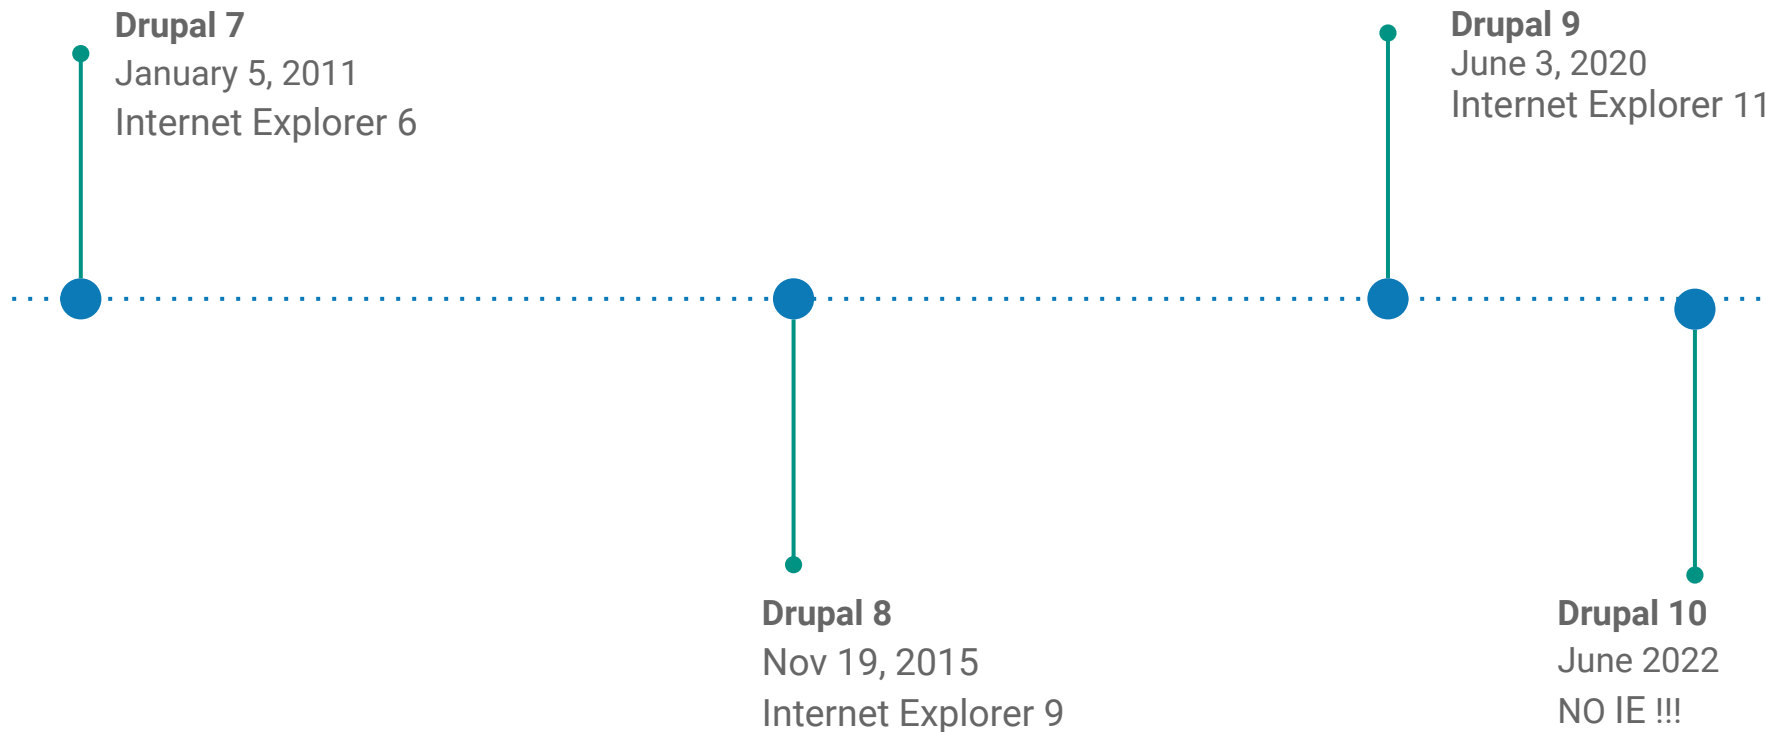 Drupal 7
January 5, 2011
Internet Explorer 6
Drupal 8
Nov 19, 2015
Internet Explorer 9
Drupal 9
June 3, 2020
Internet Explorer 11
Drupal 10
June 2022
NO IE !!!